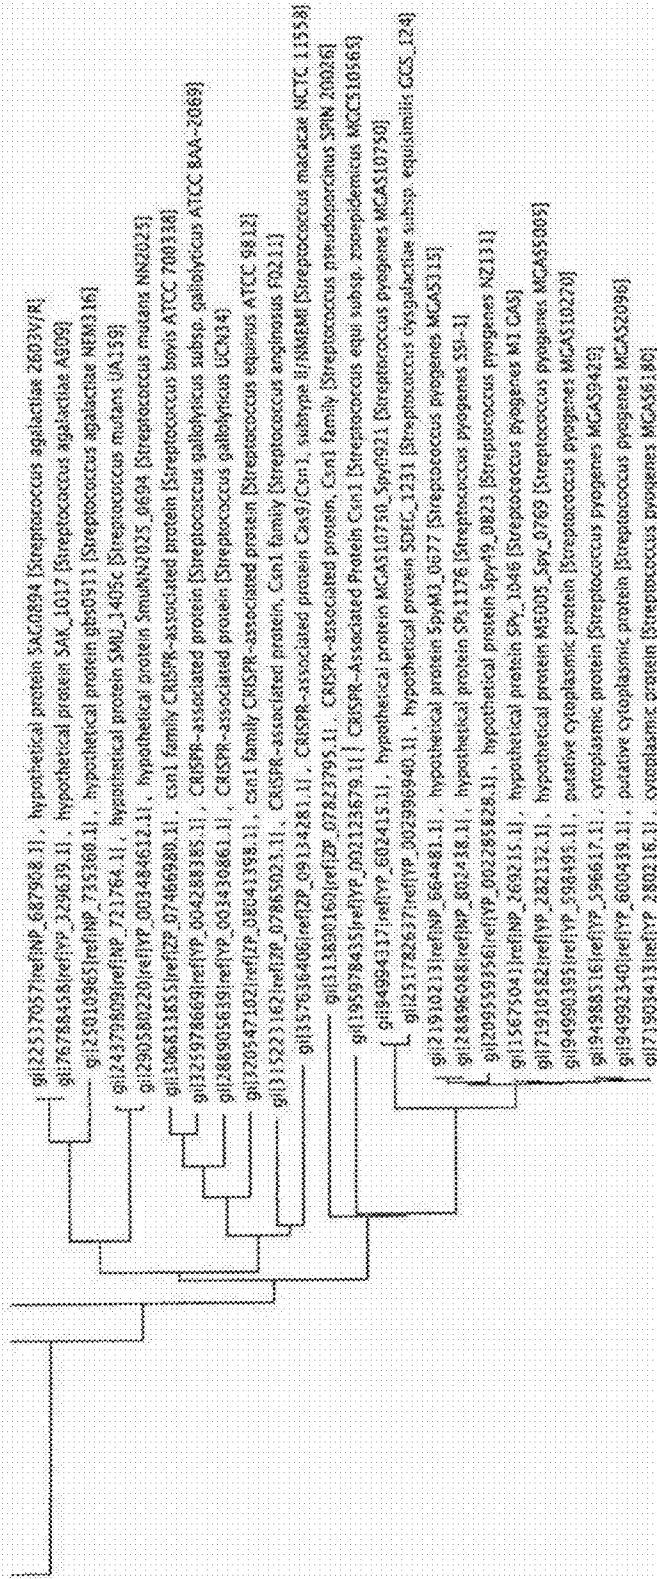 gi|22537057|ref|NP_687908.1| , hypothetical protein SAG0894 [Streptococcus agalactiae 2603V/R]
gi|76788458|ref|YP_329639.1| , hypothetical protein SAK_1017 [Streptococcus agalactiae A909]
gi|25010965|ref|NP_735360.1| , hypothetical protein gbs0911 [Streptococcus agalactiae NEM316]
gi|24379809|ref|NP_721764.1| , hypothetical protein SMU_1405c [Streptococcus mutans UA159]
gi|290580220|ref|YP_003484612.1| , hypothetical protein SmuNN2025_0694 [Streptococcus mutans NN2025]
gi|306833855|ref|ZP_07466980.1| , csn1 family CRISPR-associated protein [Streptococcus bovis ATCC 700338]
gi|325978669|ref|YP_004288385.1| , CRISPR-associated protein [Streptococcus gallolyticus subsp. gallolyticus ATCC BAA-2069]
gi|288905639|ref|YP_003430861.1| , CRISPR-associated protein [Streptococcus gallolyticus UCN34]
gi|320547102|ref|ZP_08041398.1| , csn1 family CRISPR-associated protein [Streptococcus equinus ATCC 9812]
gi|315223162|ref|ZP_07865023.1| , CRISPR-associated protein, Csn1 family [Streptococcus anginosus F0211]
gi|357636406|ref|ZP_09134281.1| , CRISPR-associated protein Cas9/Csn1, subtype II/NMEMI [Streptococcus macacae NCTC 11558]
gi|313890160|ref|ZP_07823795.1| , CRISPR-associated protein, Csn1 family [Streptococcus pseudoporcinus SPIN 20026]
gi|195978435|ref|YP_002123679.1| | CRISPR-Associated Protein Csn1 [Streptococcus equi subsp. zooepidemicus MGCS10565]
gi|94994317|ref|YP_602415.1| , hypothetical protein MGAS10750_Spy0921 [Streptococcus pyogenes MGAS10750]
gi|251782637|ref|YP_002996940.1| , hypothetical protein SDEG_1231 [Streptococcus dysgalactiae subsp. equisimilis GGS_124]
gi|21910213|ref|NP_664481.1| , hypothetical protein SpyM3_0677 [Streptococcus pyogenes MGAS315]
gi|28896088|ref|NP_802438.1| , hypothetical protein SPs1176 [Streptococcus pyogenes SSI-1]
gi|209559356|ref|YP_002285828.1| , hypothetical protein Spy49_0823 [Streptococcus pyogenes NZ131]
gi|15675041|ref|NP_269215.1| , hypothetical protein SPy_1046 [Streptococcus pyogenes M1 GAS]
gi|71910582|ref|YP_282132.1| , hypothetical protein M5005_Spy_0769 [Streptococcus pyogenes MGAS5005]
gi|94990395|ref|YP_598495.1| , putative cytoplasmic protein [Streptococcus pyogenes MGAS10270]
gi|94988516|ref|YP_596617.1| , cytoplasmic protein [Streptococcus pyogenes MGAS9429]
gi|94992340|ref|YP_600439.1| , putative cytoplasmic protein [Streptococcus pyogenes MGAS2096]
gi|71903413|ref|YP_280216.1| , cytoplasmic protein [Streptococcus pyogenes MGAS6180]